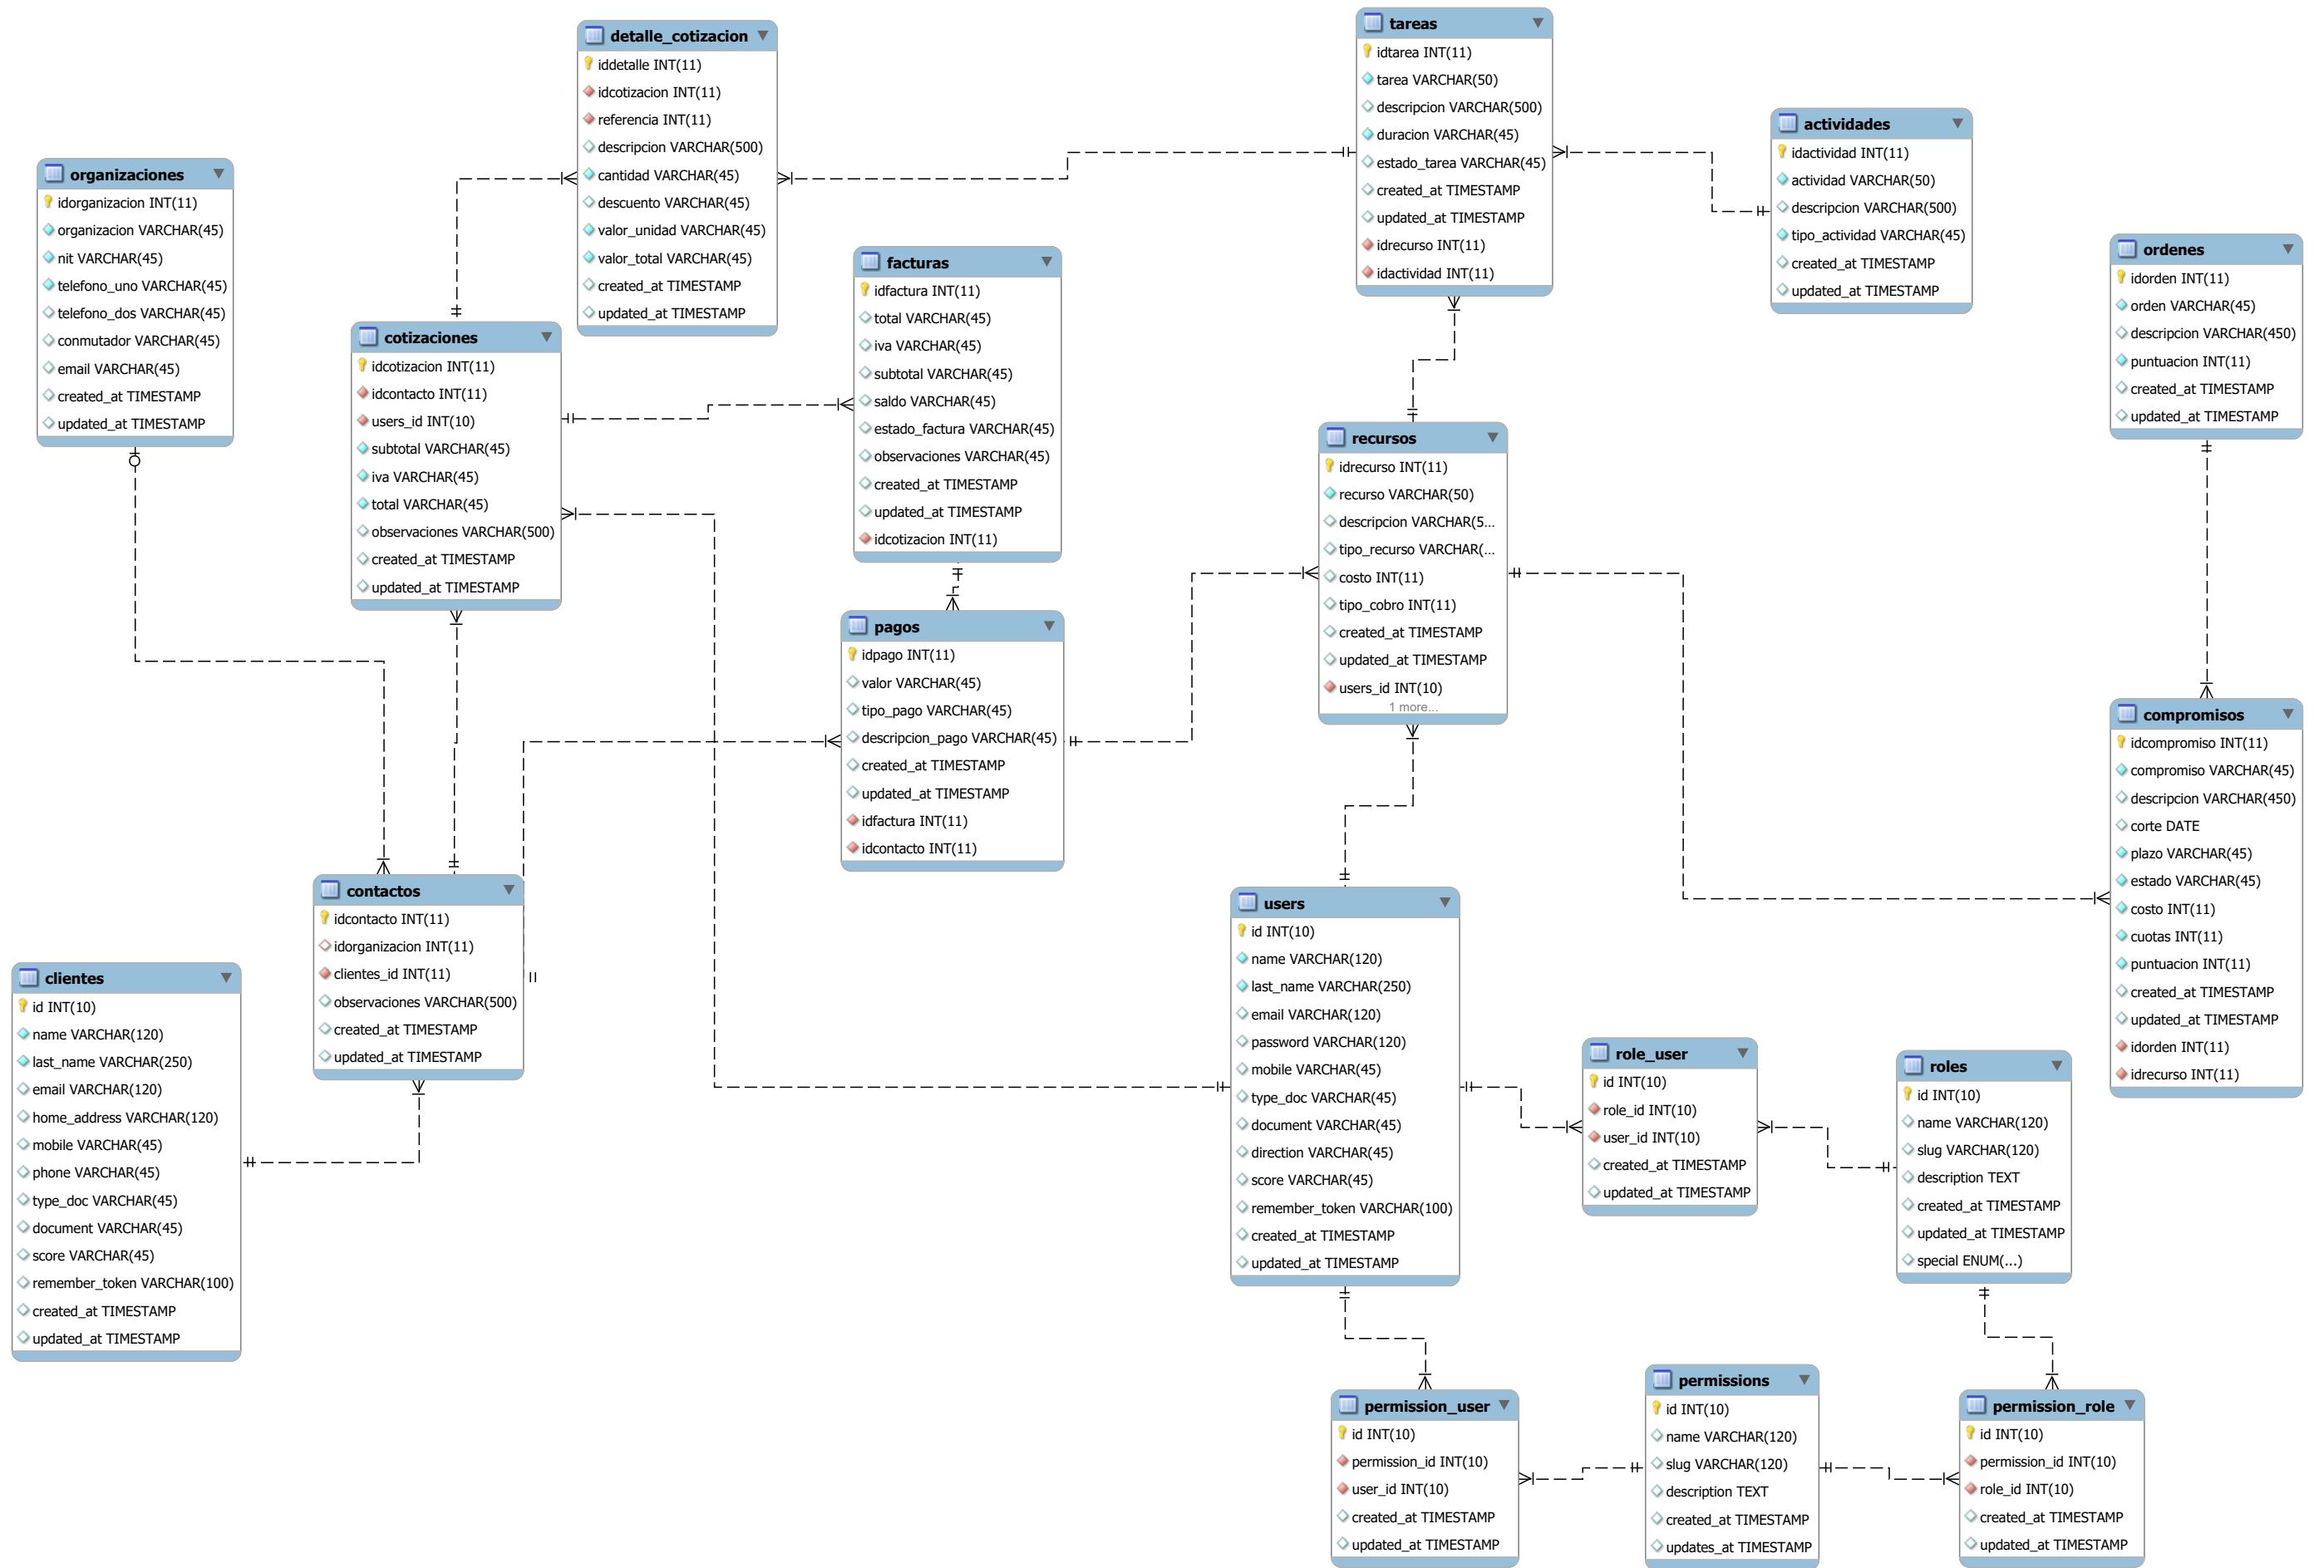 detalle_cotizacion
iddetalle INT(11)
idcotizacion INT(11)
referencia INT(11)
descripcion VARCHAR(500)
cantidad VARCHAR(45)
descuento VARCHAR(45)
valor_unidad VARCHAR(45)
valor_total VARCHAR(45)
created_at TIMESTAMP
updated_at TIMESTAMP
tareas
idtarea INT(11)
tarea VARCHAR(50)
descripcion VARCHAR(500)
duracion VARCHAR(45)
estado_tarea VARCHAR(45)
created_at TIMESTAMP
updated_at TIMESTAMP
idrecurso INT(11)
idactividad INT(11)
actividades
idactividad INT(11)
actividad VARCHAR(50)
descripcion VARCHAR(500)
tipo_actividad VARCHAR(45)
created_at TIMESTAMP
updated_at TIMESTAMP
organizaciones
idorganizacion INT(11)
organizacion VARCHAR(45)
nit VARCHAR(45)
telefono_uno VARCHAR(45)
telefono_dos VARCHAR(45)
conmutador VARCHAR(45)
email VARCHAR(45)
created_at TIMESTAMP
updated_at TIMESTAMP
facturas
idfactura INT(11)
total VARCHAR(45)
iva VARCHAR(45)
subtotal VARCHAR(45)
saldo VARCHAR(45)
estado_factura VARCHAR(45)
observaciones VARCHAR(45)
created_at TIMESTAMP
updated_at TIMESTAMP
idcotizacion INT(11)
ordenes
idorden INT(11)
orden VARCHAR(45)
descripcion VARCHAR(450)
puntuacion INT(11)
created_at TIMESTAMP
updated_at TIMESTAMP
cotizaciones
idcotizacion INT(11)
idcontacto INT(11)
users_id INT(10)
subtotal VARCHAR(45)
iva VARCHAR(45)
total VARCHAR(45)
observaciones VARCHAR(500)
created_at TIMESTAMP
updated_at TIMESTAMP
recursos
idrecurso INT(11)
recurso VARCHAR(50)
descripcion VARCHAR(5...
tipo_recurso VARCHAR(...
costo INT(11)
tipo_cobro INT(11)
created_at TIMESTAMP
updated_at TIMESTAMP
users_id INT(10)
1 more...
pagos
idpago INT(11)
valor VARCHAR(45)
tipo_pago VARCHAR(45)
descripcion_pago VARCHAR(45)
created_at TIMESTAMP
updated_at TIMESTAMP
idfactura INT(11)
idcontacto INT(11)
compromisos
idcompromiso INT(11)
compromiso VARCHAR(45)
descripcion VARCHAR(450)
corte DATE
plazo VARCHAR(45)
estado VARCHAR(45)
costo INT(11)
cuotas INT(11)
puntuacion INT(11)
created_at TIMESTAMP
updated_at TIMESTAMP
idorden INT(11)
idrecurso INT(11)
contactos
idcontacto INT(11)
idorganizacion INT(11)
clientes_id INT(11)
observaciones VARCHAR(500)
created_at TIMESTAMP
updated_at TIMESTAMP
users
id INT(10)
name VARCHAR(120)
last_name VARCHAR(250)
email VARCHAR(120)
password VARCHAR(120)
mobile VARCHAR(45)
type_doc VARCHAR(45)
document VARCHAR(45)
direction VARCHAR(45)
score VARCHAR(45)
remember_token VARCHAR(100)
created_at TIMESTAMP
updated_at TIMESTAMP
clientes
id INT(10)
name VARCHAR(120)
last_name VARCHAR(250)
email VARCHAR(120)
home_address VARCHAR(120)
mobile VARCHAR(45)
phone VARCHAR(45)
type_doc VARCHAR(45)
document VARCHAR(45)
score VARCHAR(45)
remember_token VARCHAR(100)
created_at TIMESTAMP
updated_at TIMESTAMP
role_user
id INT(10)
role_id INT(10)
user_id INT(10)
created_at TIMESTAMP
updated_at TIMESTAMP
roles
id INT(10)
name VARCHAR(120)
slug VARCHAR(120)
description TEXT
created_at TIMESTAMP
updated_at TIMESTAMP
special ENUM(...)
permission_user
id INT(10)
permission_id INT(10)
user_id INT(10)
created_at TIMESTAMP
updated_at TIMESTAMP
permissions
id INT(10)
name VARCHAR(120)
slug VARCHAR(120)
description TEXT
created_at TIMESTAMP
updates_at TIMESTAMP
permission_role
id INT(10)
permission_id INT(10)
role_id INT(10)
created_at TIMESTAMP
updated_at TIMESTAMP